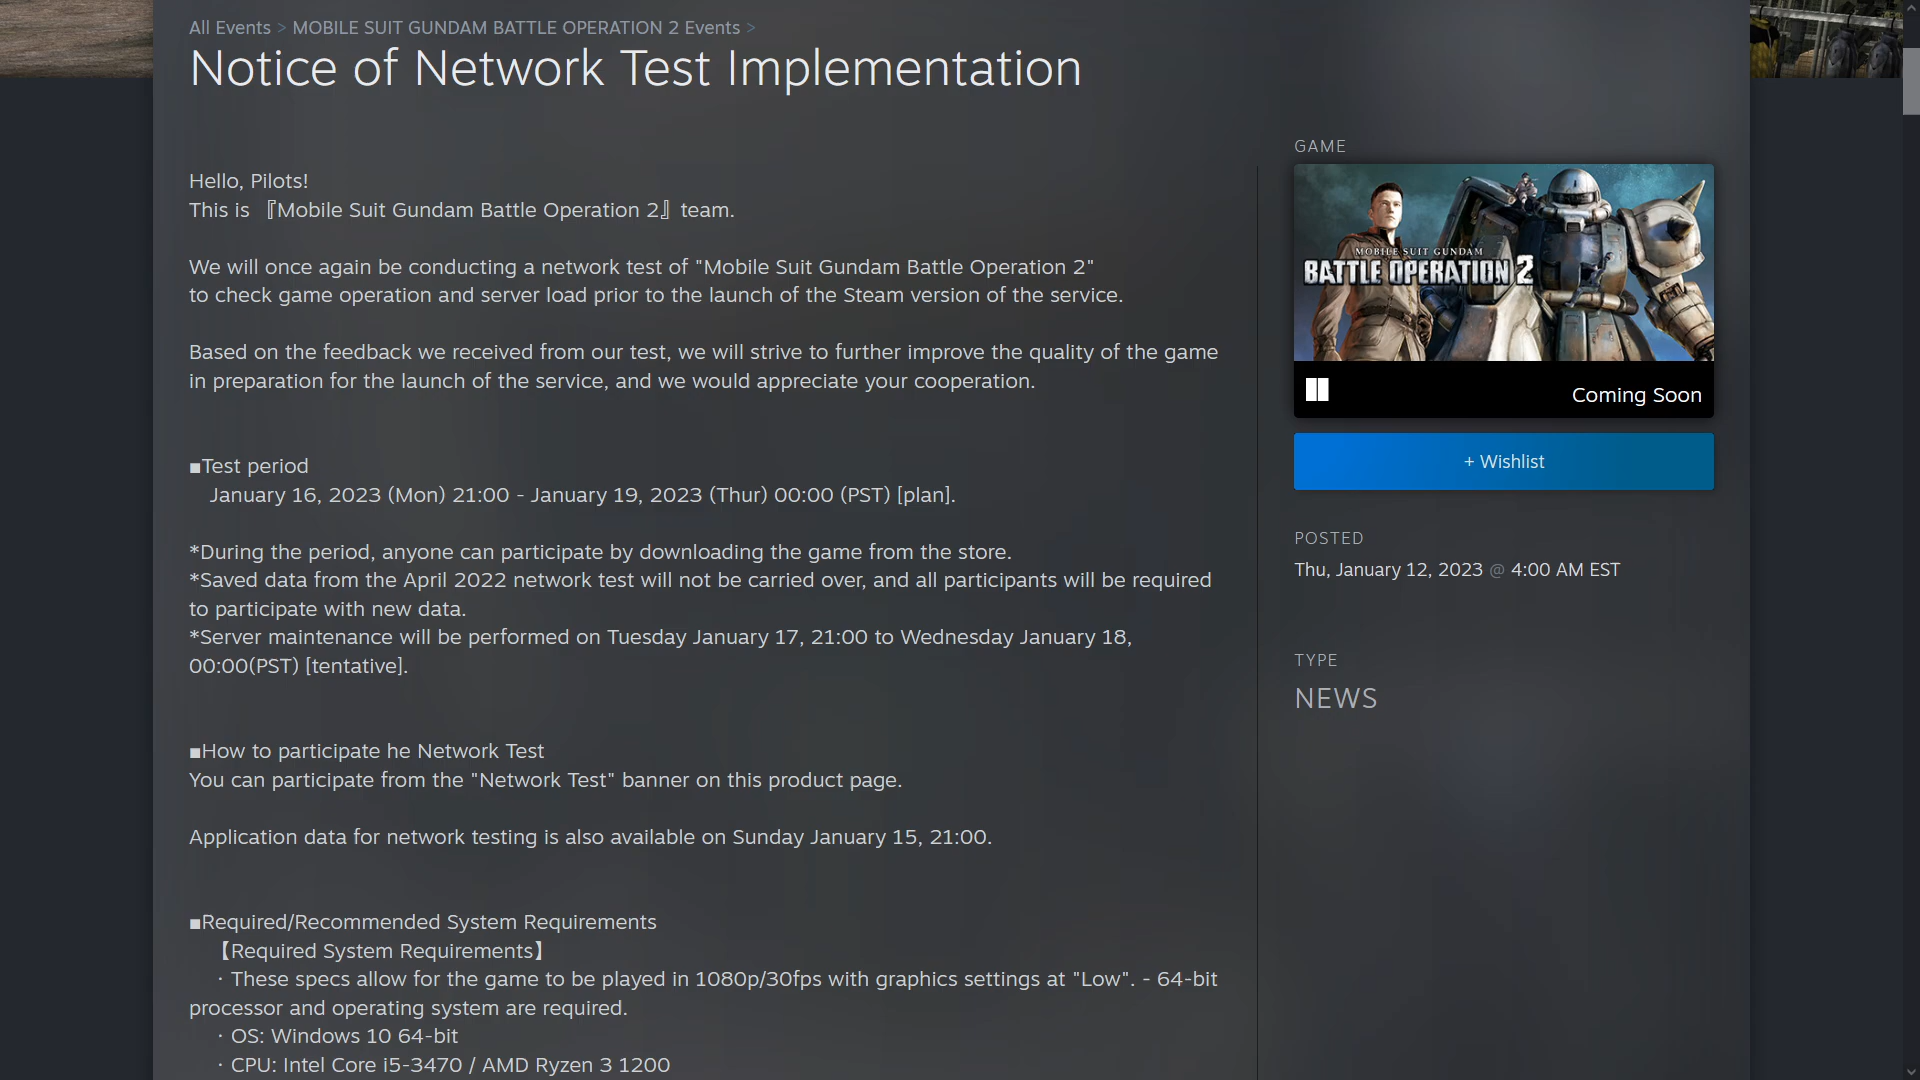 All Events > MOBILE SUIT GUNDAM BATTLE OPERATION 2 Events >
Notice of Network Test Implementation
Hello, Pilots!
This is 『Mobile Suit Gundam Battle Operation 2』 team.
We will once again be conducting a network test of "Mobile Suit Gundam Battle Operation 2"
to check game operation and server load prior to the launch of the Steam version of the service.
Based on the feedback we received from our test, we will strive to further improve the quality of the game
in preparation for the launch of the service, and we would appreciate your cooperation.
■Test period
January 16, 2023 (Mon) 21:00 - January 19, 2023 (Thur) 00:00 (PST) [plan].
*During the period, anyone can participate by downloading the game from the store.
*Saved data from the April 2022 network test will not be carried over, and all participants will be required
to participate with new data.
*Server maintenance will be performed on Tuesday January 17, 21:00 to Wednesday January 18,
00:00(PST) [tentative].
■How to participate he Network Test
You can participate from the "Network Test" banner on this product page.
Application data for network testing is also available on Sunday January 15, 21:00.
■Required/Recommended System Requirements
【Required System Requirements】
・These specs allow for the game to be played in 1080p/30fps with graphics settings at "Low". - 64-bit
processor and operating system are required.
・OS: Windows 10 64-bit
・CPU: Intel Core i5-3470 / AMD Ryzen 3 1200
GAME
MOBILE SUIT GUNDAM
BATTLE OPERATION 2
Coming Soon
+ Wishlist
POSTED
Thu, January 12, 2023 @ 4:00 AM EST
TYPE
NEWS